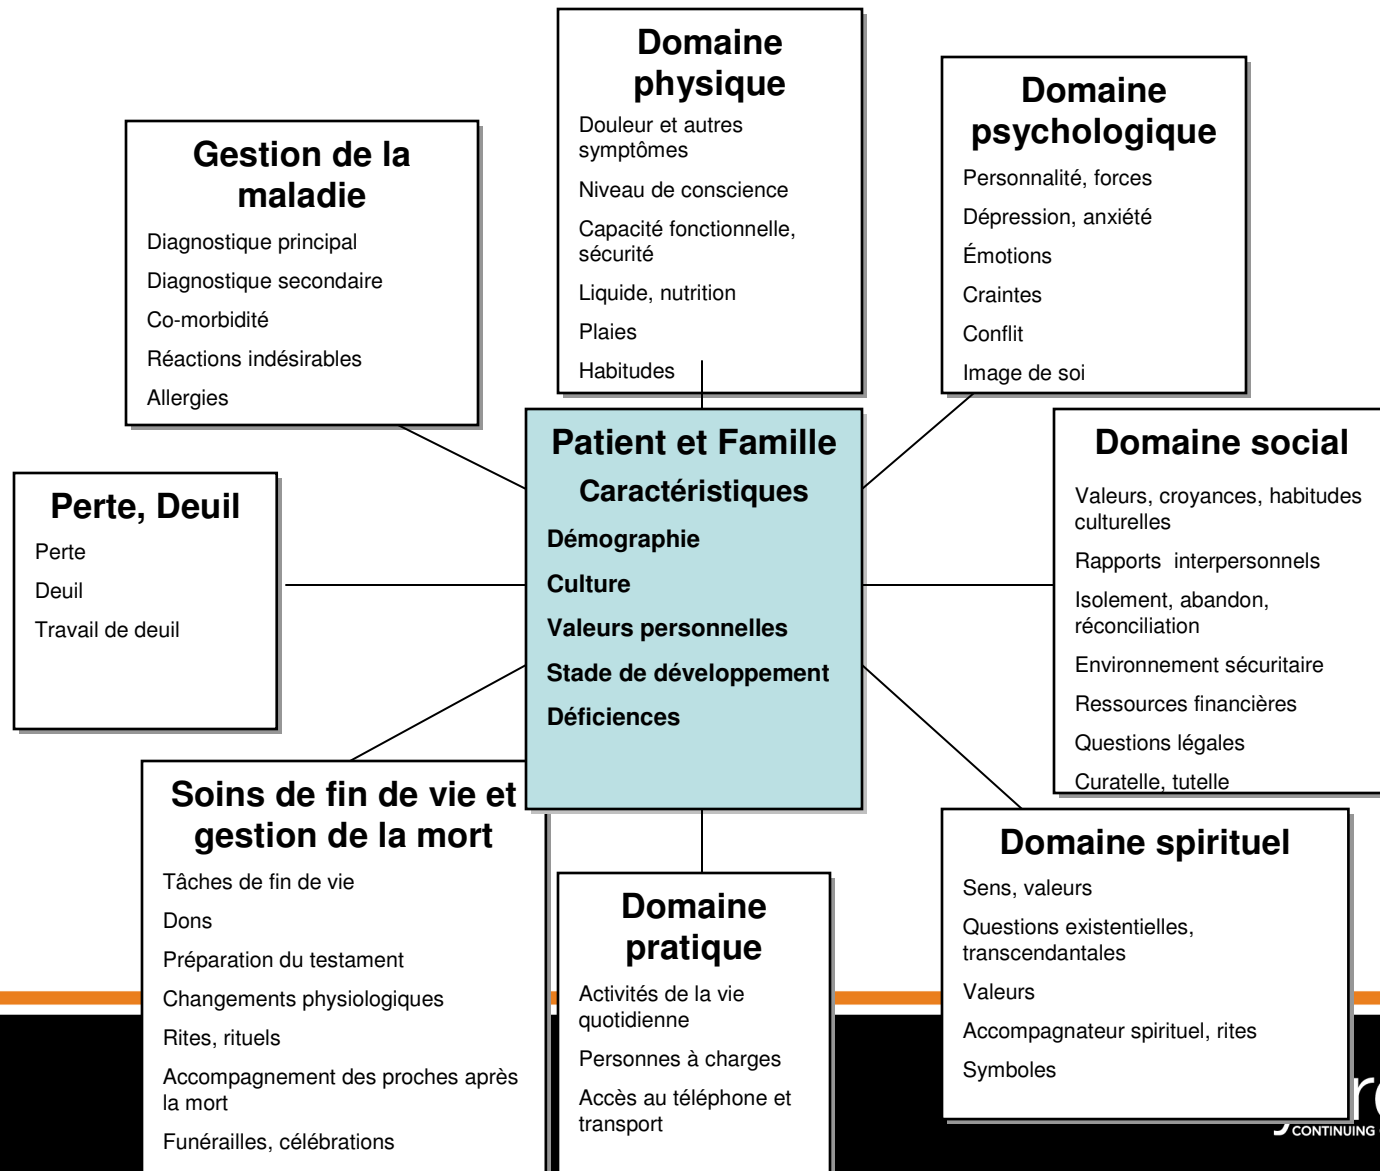 Domaine
physique
Douleur et autres
symptômes
Niveau de conscience
Capacité fonctionnelle,
sécurité
Liquide, nutrition
Plaies
Habitudes
Domaine
psychologique
Personnalité, forces
Dépression, anxiété
Émotions
Craintes
Conflit
Image de soi
Gestion de la
maladie
Diagnostique principal
Diagnostique secondaire
Co-morbidité
Réactions indésirables
Allergies
Patient et Famille
Caractéristiques
Démographie
Culture
Valeurs personnelles
Stade de développement
Déficiences
Domaine social
Valeurs, croyances, habitudes
culturelles
Rapports interpersonnels
Isolement, abandon,
réconciliation
Environnement sécuritaire
Ressources financières
Questions légales
Curatelle, tutelle
Perte, Deuil
Perte
Deuil
Travail de deuil
Soins de fin de vie et
gestion de la mort
Tâches de fin de vie
Dons
Préparation du testament
Changements physiologiques
Rites, rituels
Accompagnement des proches après
la mort
Funérailles, célébrations
Domaine
pratique
Activités de la vie
quotidienne
Personnes à charges
Accès au téléphone et
transport
Domaine spirituel
Sens, valeurs
Questions existentielles,
transcendantales
Valeurs
Accompagnateur spirituel, rites
Symboles
CONTINUING